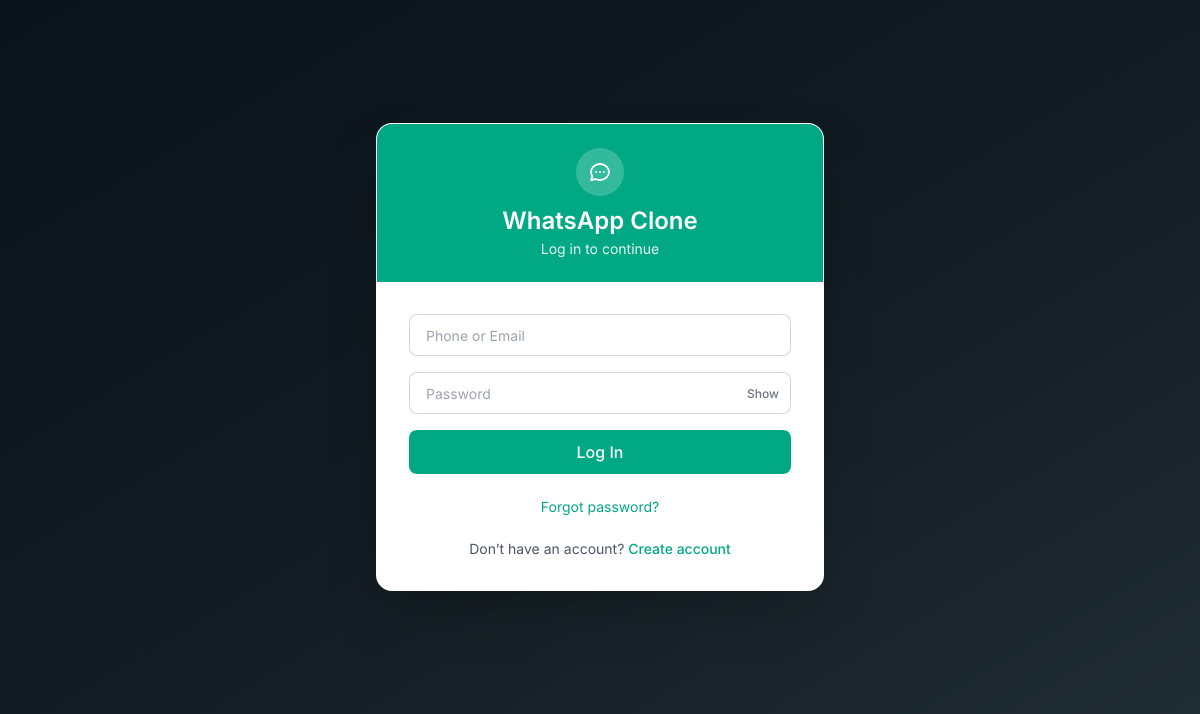 WhatsApp Clone
Log in to continue
Phone or Email
Password
Show
Log In
Forgot password?
Don’t have an account? Create account